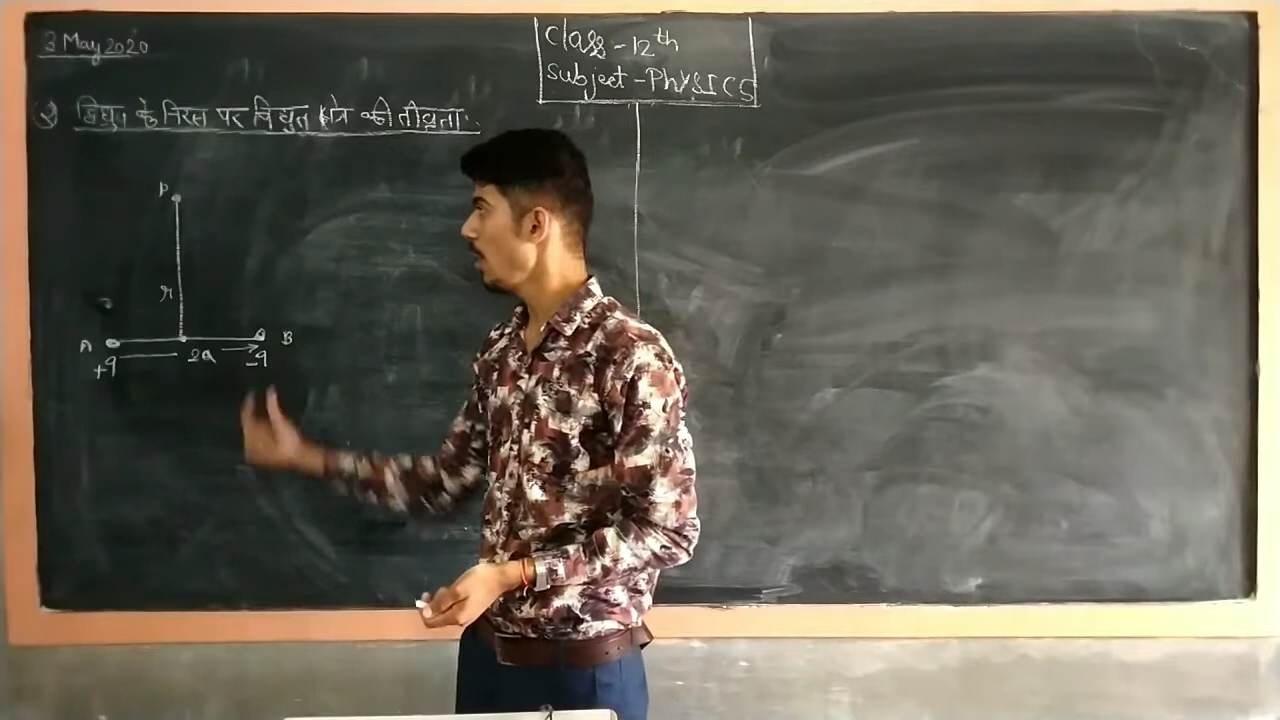 3 May 2020
Class - 12th
Subject - PHYSICS
के निरक्ष पर विद्युत क्षेत्र की तीव्रता
P
r
A
B
+q
2a
-q